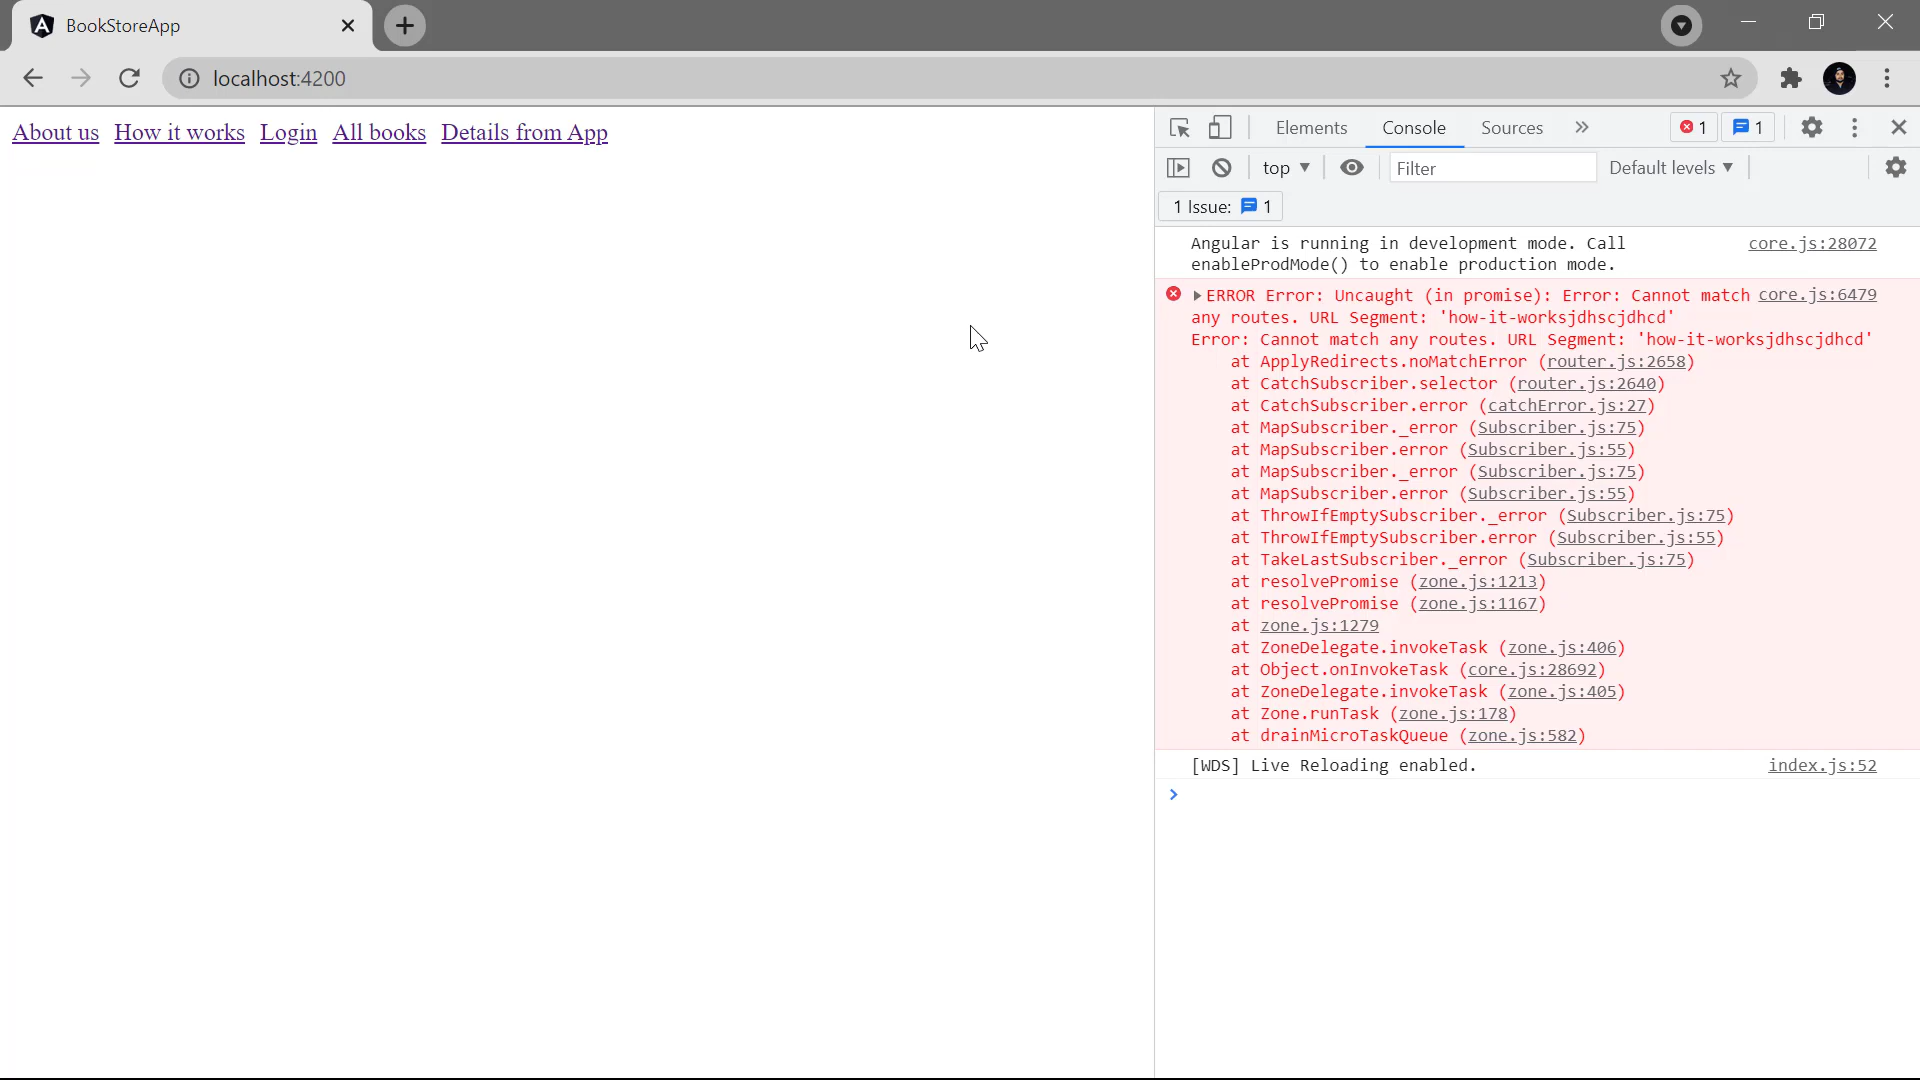 BookStoreApp
localhost:4200
About us How it works Login All books Details from App
Elements Console Sources 1 1
top Filter Default levels
1 Issue: 1
Angular is running in development mode. Call core.js:28072
enableProdMode() to enable production mode.
ERROR Error: Uncaught (in promise): Error: Cannot match core.js:6479
any routes. URL Segment: 'how-it-worksjdhscjdhcd'
Error: Cannot match any routes. URL Segment: 'how-it-worksjdhscjdhcd'
at ApplyRedirects.noMatchError (router.js:2658)
at CatchSubscriber.selector (router.js:2640)
at CatchSubscriber.error (catchError.js:27)
at MapSubscriber._error (Subscriber.js:75)
at MapSubscriber.error (Subscriber.js:55)
at MapSubscriber._error (Subscriber.js:75)
at MapSubscriber.error (Subscriber.js:55)
at ThrowIfEmptySubscriber._error (Subscriber.js:75)
at ThrowIfEmptySubscriber.error (Subscriber.js:55)
at TakeLastSubscriber._error (Subscriber.js:75)
at resolvePromise (zone.js:1213)
at resolvePromise (zone.js:1167)
at zone.js:1279
at ZoneDelegate.invokeTask (zone.js:406)
at Object.onInvokeTask (core.js:28692)
at ZoneDelegate.invokeTask (zone.js:405)
at Zone.runTask (zone.js:178)
at drainMicroTaskQueue (zone.js:582)
[WDS] Live Reloading enabled. index.js:52